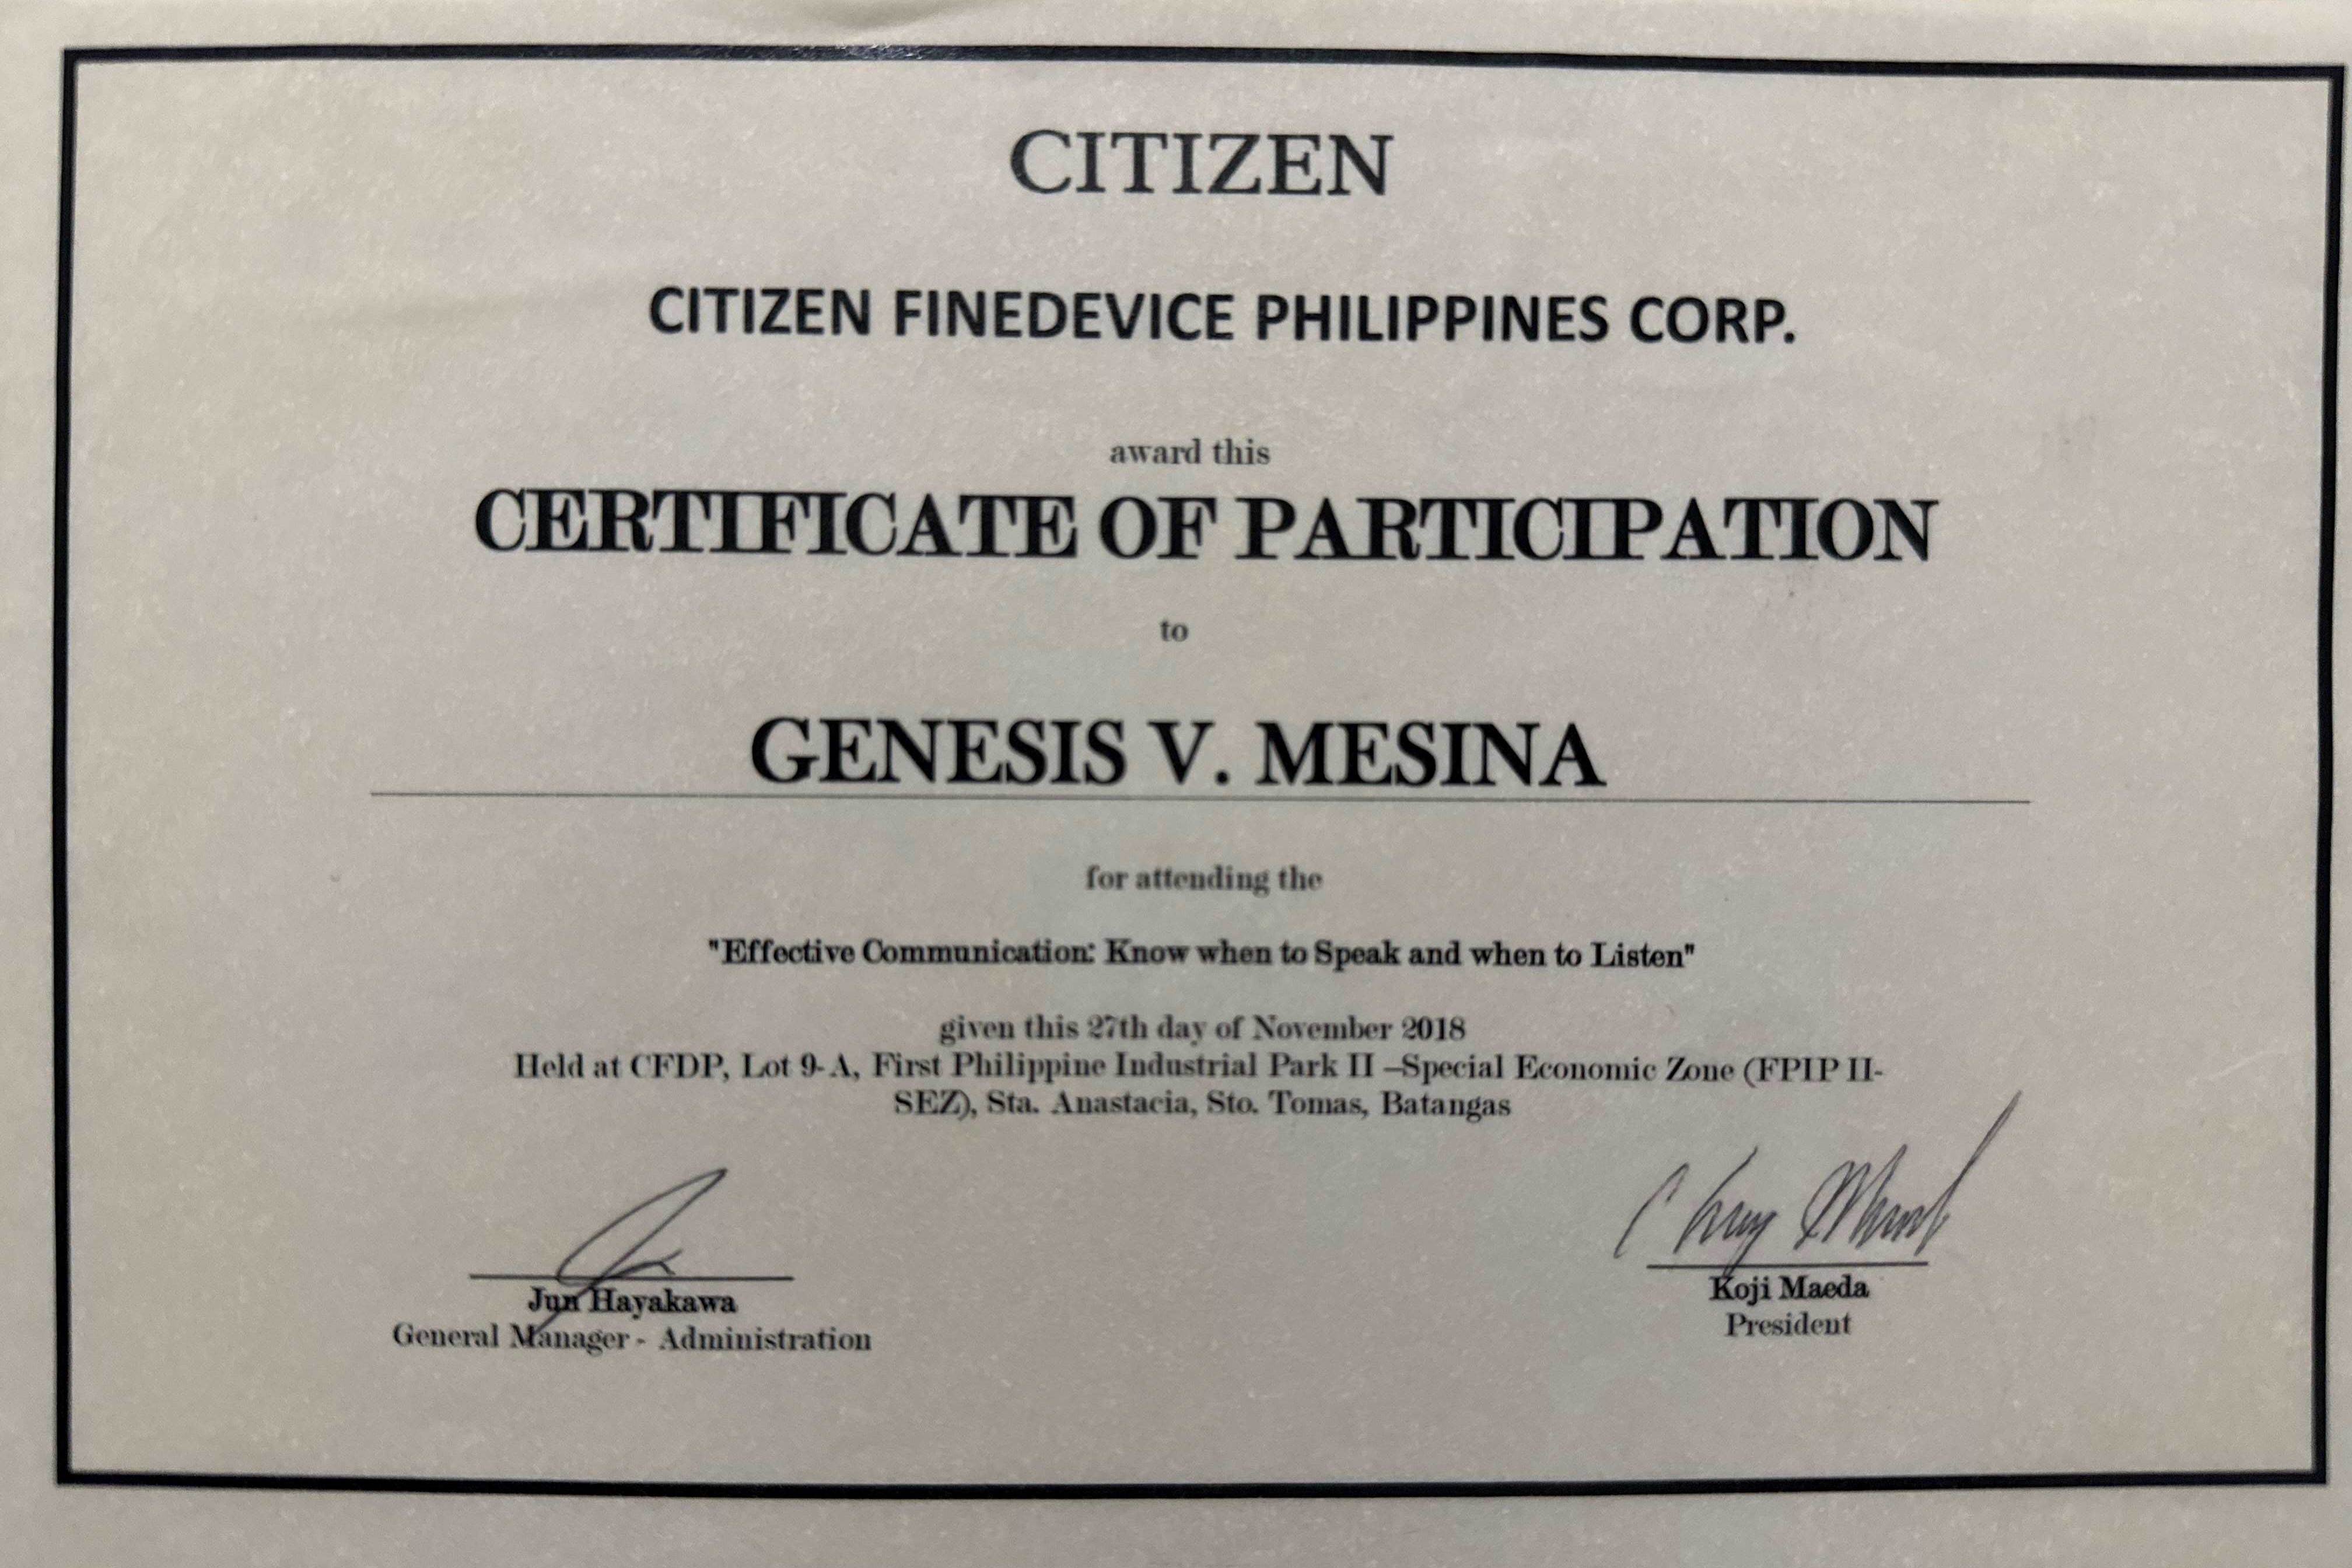 CITIZEN
CITIZEN FINEDEVICE PHILIPPINES CORP.
award this
CERTIFICATE OF PARTICIPATION
to
GENESIS V. MESINA
for attending the
"Effective Communication: Know when to Speak and when to Listen"
given this 27th day of November 2018
Held at CFDP, Lot 9-A, First Philippine Industrial Park II –Special Economic Zone (FPIP II-
SEZ), Sta. Anastacia, Sto. Tomas, Batangas
Jun Hayakawa
General Manager - Administration
Koji Maeda
President